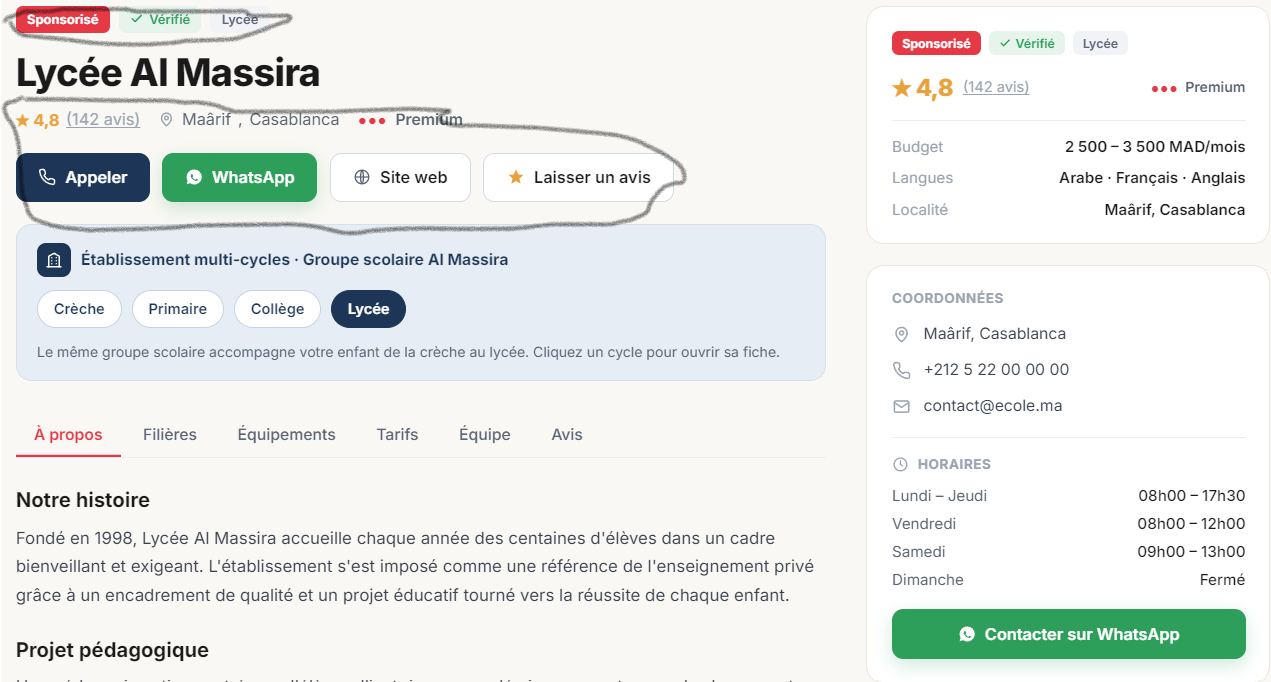 Sponsorisé Vérifié Lycée
Lycée Al Massira
4,8 (142 avis) Maârif , Casablanca Premium
Appeler WhatsApp Site web Laisser un avis
Établissement multi-cycles · Groupe scolaire Al Massira
Crèche Primaire Collège Lycée
Le même groupe scolaire accompagne votre enfant de la crèche au lycée. Cliquez un cycle pour ouvrir sa fiche.
À propos Filières Équipements Tarifs Équipe Avis
Notre histoire
Fondé en 1998, Lycée Al Massira accueille chaque année des centaines d'élèves dans un cadre
bienveillant et exigeant. L'établissement s'est imposé comme une référence de l'enseignement privé
grâce à un encadrement de qualité et un projet éducatif tourné vers la réussite de chaque enfant.
Projet pédagogique
Sponsorisé Vérifié Lycée
4,8 (142 avis) Premium
Budget 2 500 – 3 500 MAD/mois
Langues Arabe · Français · Anglais
Localité Maârif, Casablanca
COORDONNÉES
Maârif, Casablanca
+212 5 22 00 00 00
contact@ecole.ma
HORAIRES
Lundi – Jeudi 08h00 – 17h30
Vendredi 08h00 – 12h00
Samedi 09h00 – 13h00
Dimanche Fermé
Contacter sur WhatsApp